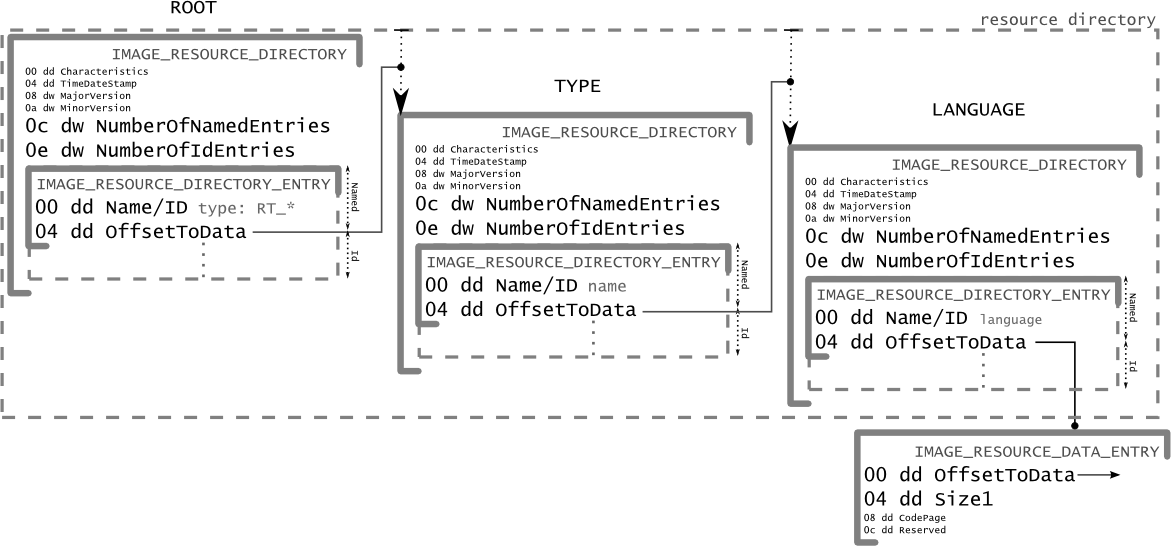 ROOT
resource directory
IMAGE_RESOURCE_DIRECTORY
00 dd Characteristics
04 dd TimeDateStamp
08 dw MajorVersion
0a dw MinorVersion
0c dw NumberOfNamedEntries
0e dw NumberOfIdEntries
IMAGE_RESOURCE_DIRECTORY_ENTRY
00 dd Name/ID type: RT_*
04 dd OffsetToData
Named
Id
TYPE
IMAGE_RESOURCE_DIRECTORY
00 dd Characteristics
04 dd TimeDateStamp
08 dw MajorVersion
0a dw MinorVersion
0c dw NumberOfNamedEntries
0e dw NumberOfIdEntries
IMAGE_RESOURCE_DIRECTORY_ENTRY
00 dd Name/ID name
04 dd OffsetToData
Named
Id
LANGUAGE
IMAGE_RESOURCE_DIRECTORY
00 dd Characteristics
04 dd TimeDateStamp
08 dw MajorVersion
0a dw MinorVersion
0c dw NumberOfNamedEntries
0e dw NumberOfIdEntries
IMAGE_RESOURCE_DIRECTORY_ENTRY
00 dd Name/ID language
04 dd OffsetToData
Named
Id
IMAGE_RESOURCE_DATA_ENTRY
00 dd OffsetToData
04 dd Size1
08 dd CodePage
0c dd Reserved